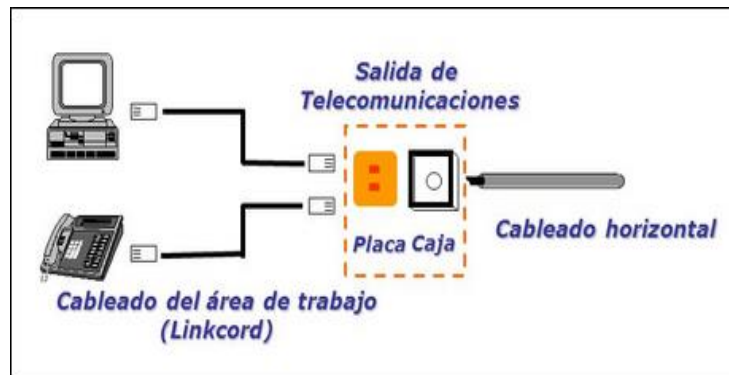 Salida de
Telecomunicaciones
Placa Caja
Cableado horizontal
Cableado del área de trabajo
(Linkcord)